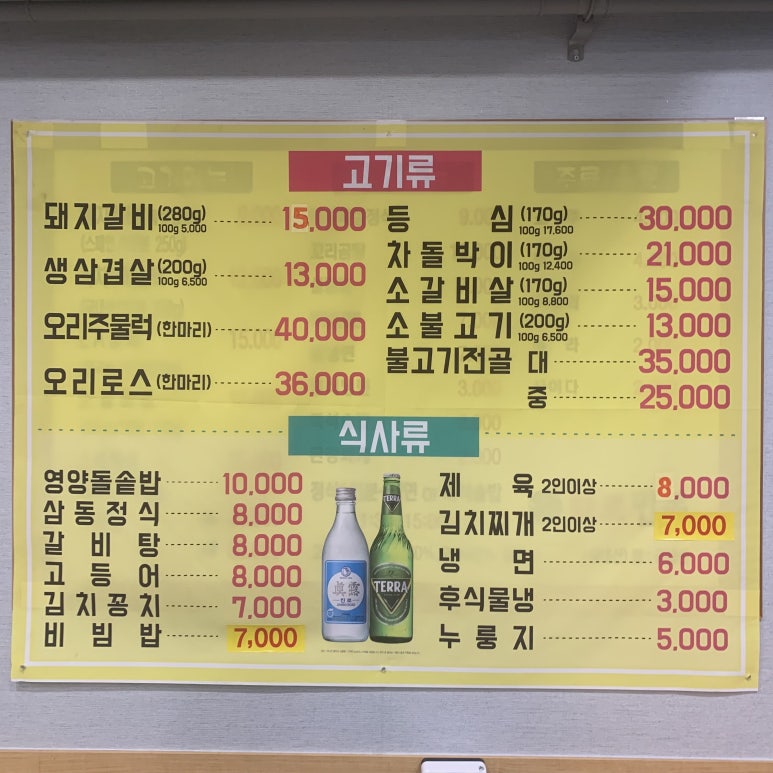 고기류
돼지갈비 (280g) 100g 5,000 15,000
생삼겹살 (200g) 100g 6,500 13,000
오리주물럭 (한마리) 40,000
오리로스 (한마리) 36,000
등심 (170g) 100g 17,600 30,000
차돌박이 (170g) 100g 12,400 21,000
소갈비살 (170g) 100g 8,800 15,000
소불고기 (200g) 100g 6,500 13,000
불고기전골 대 35,000
중 25,000
식사류
영양돌솥밥 10,000
삼동정식 8,000
갈비탕 8,000
고등어 8,000
김치꽁치 7,000
비빔밥 7,000
眞露
진로
TERRA
제육 2인이상 8,000
김치찌개 2인이상 7,000
냉면 6,000
후식물냉 3,000
누룽지 5,000